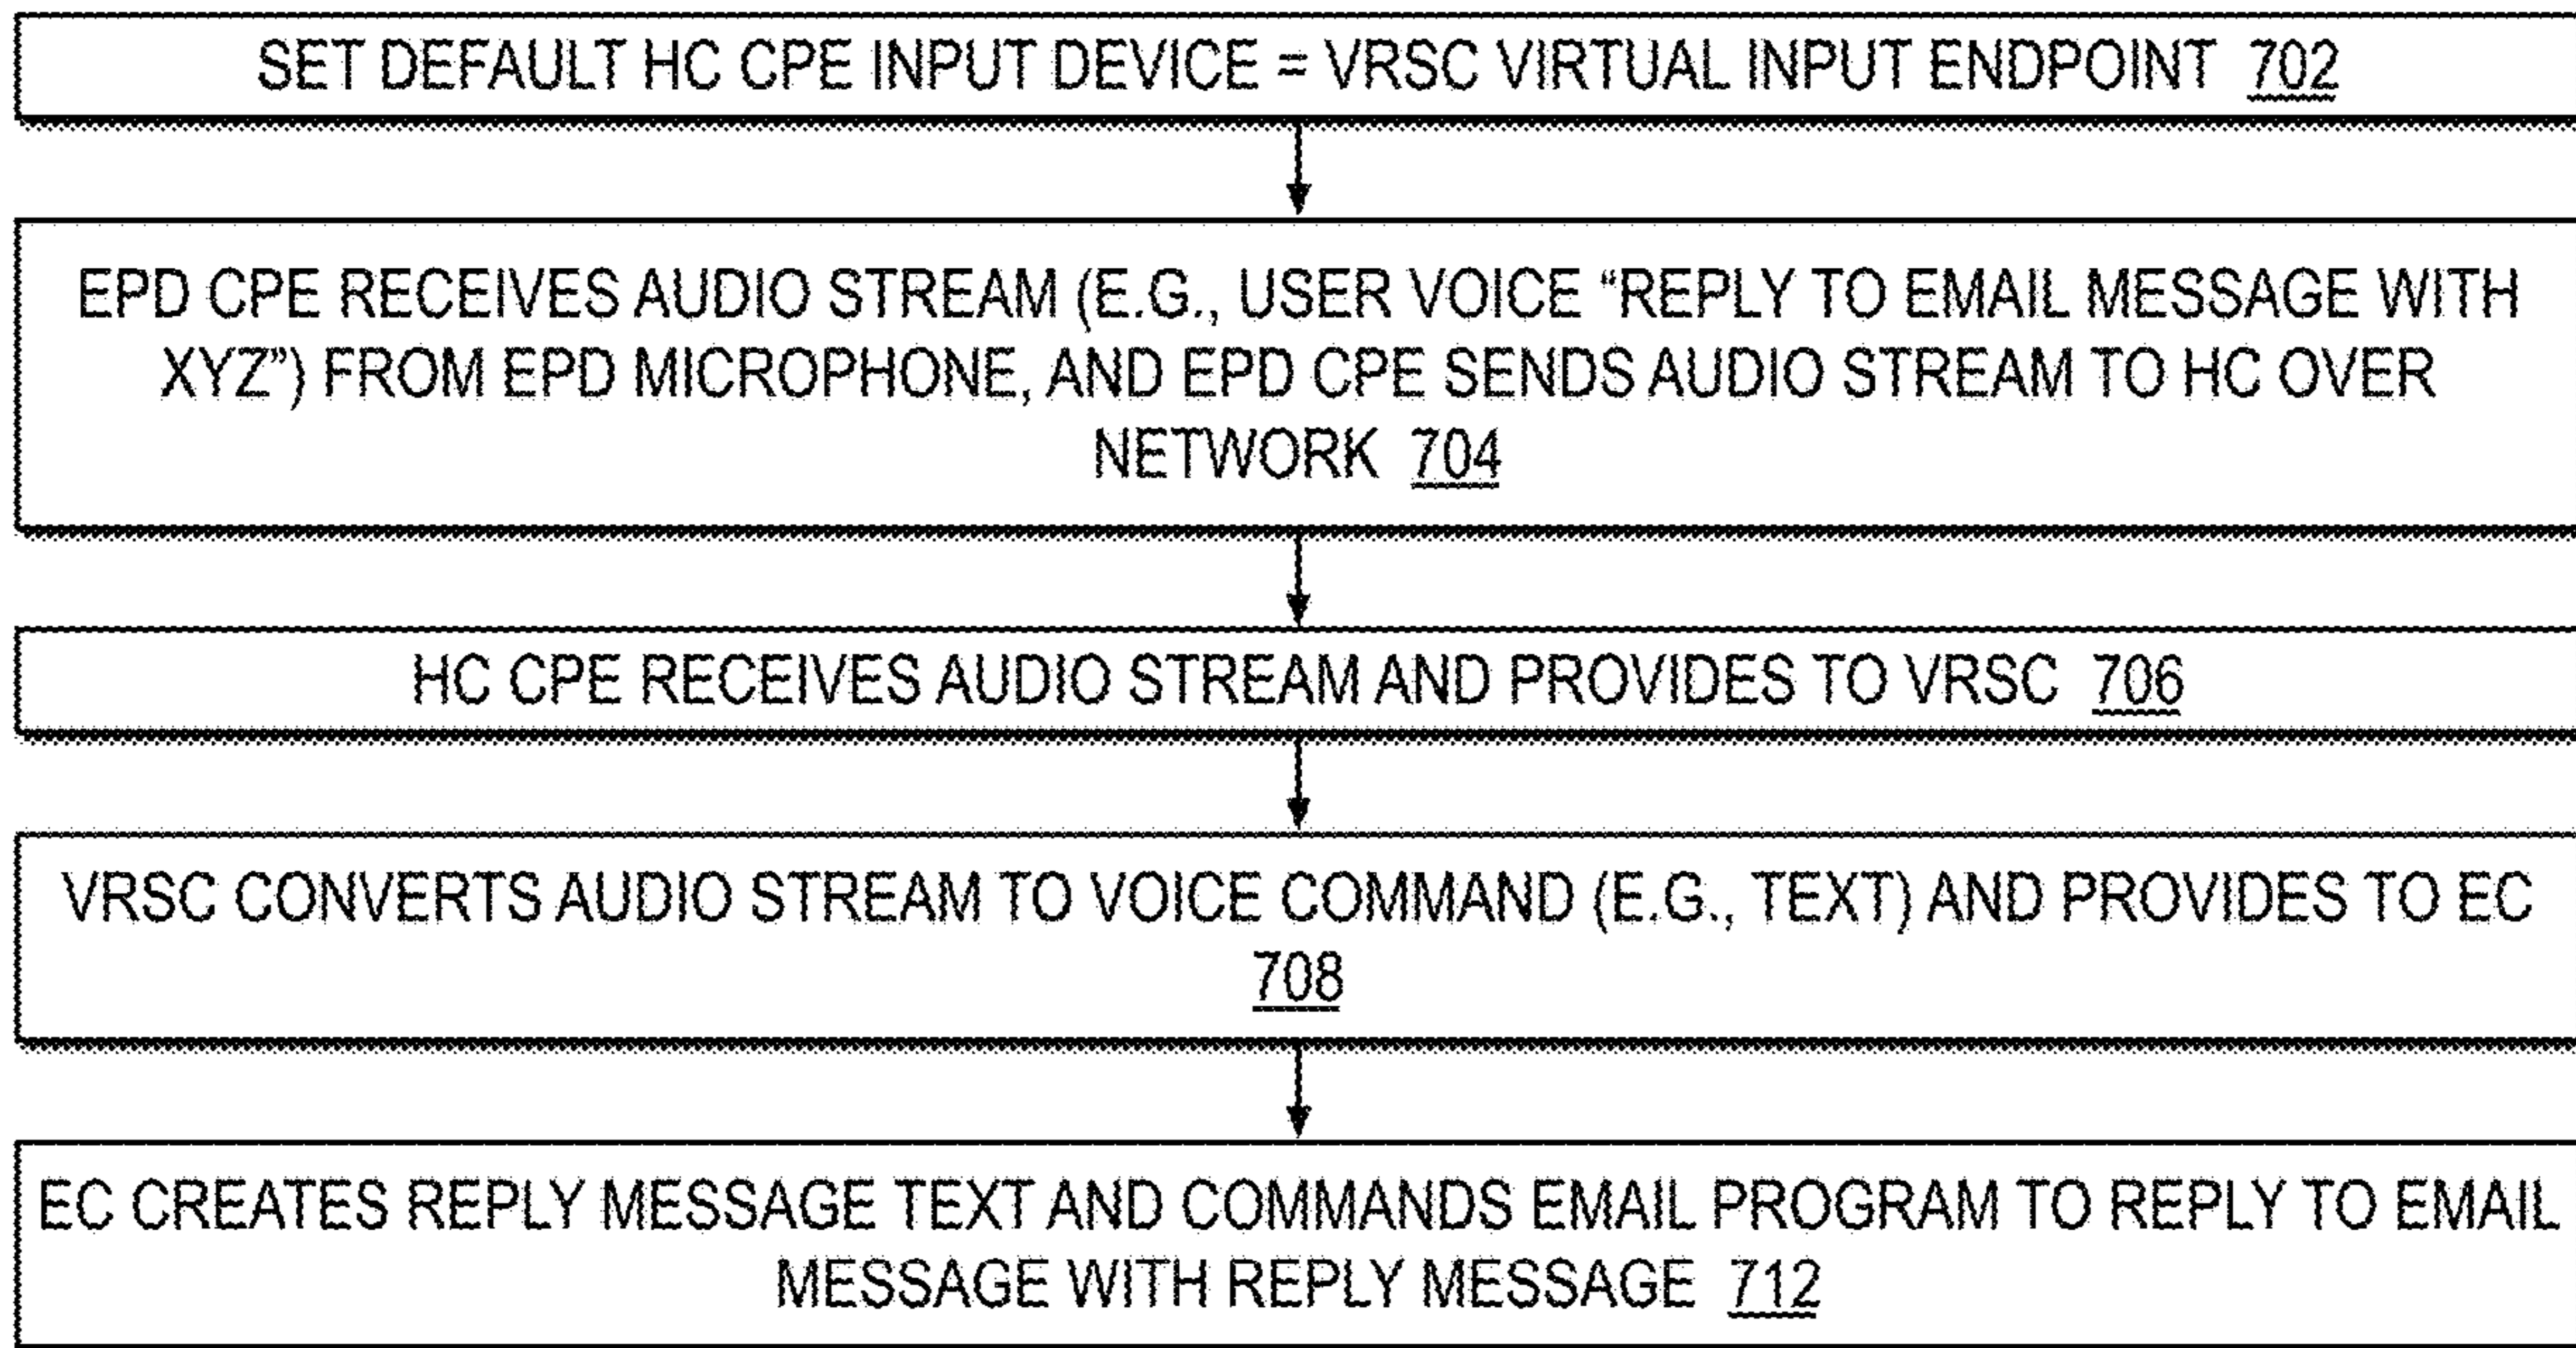 SET DEFAULT HC CPE INPUT DEVICE = VRSC VIRTUAL INPUT ENDPOINT 702
EPD CPE RECEIVES AUDIO STREAM (E.G., USER VOICE “REPLY TO EMAIL MESSAGE WITH
XYZ”) FROM EPD MICROPHONE, AND EPD CPE SENDS AUDIO STREAM TO HC OVER
NETWORK 704
HC CPE RECEIVES AUDIO STREAM AND PROVIDES TO VRSC 706
VRSC CONVERTS AUDIO STREAM TO VOICE COMMAND (E.G., TEXT) AND PROVIDES TO EC
708
EC CREATES REPLY MESSAGE TEXT AND COMMANDS EMAIL PROGRAM TO REPLY TO EMAIL
MESSAGE WITH REPLY MESSAGE 712